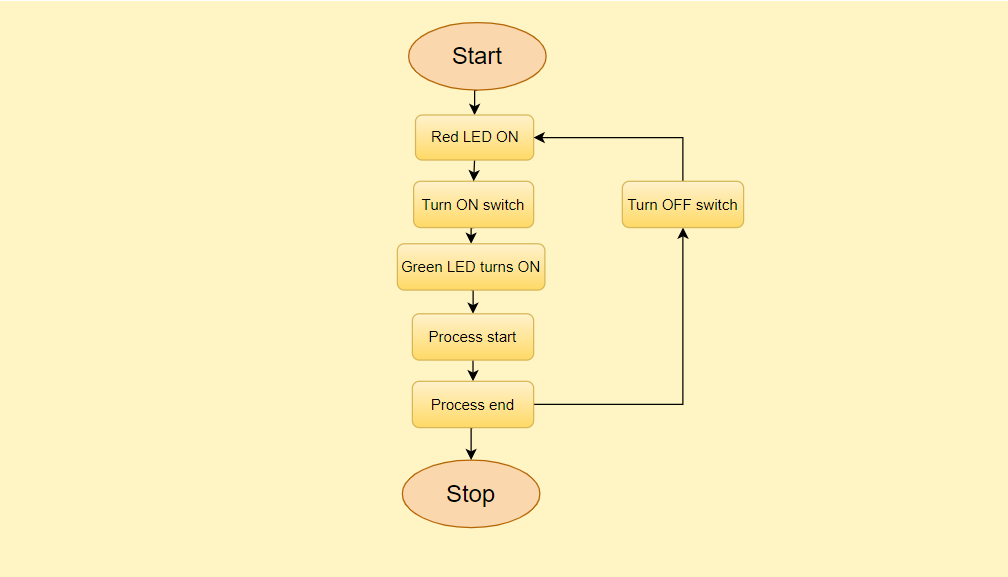 Start
Red LED ON
Turn ON switch
Turn OFF switch
Green LED turns ON
Process start
Process end
Stop